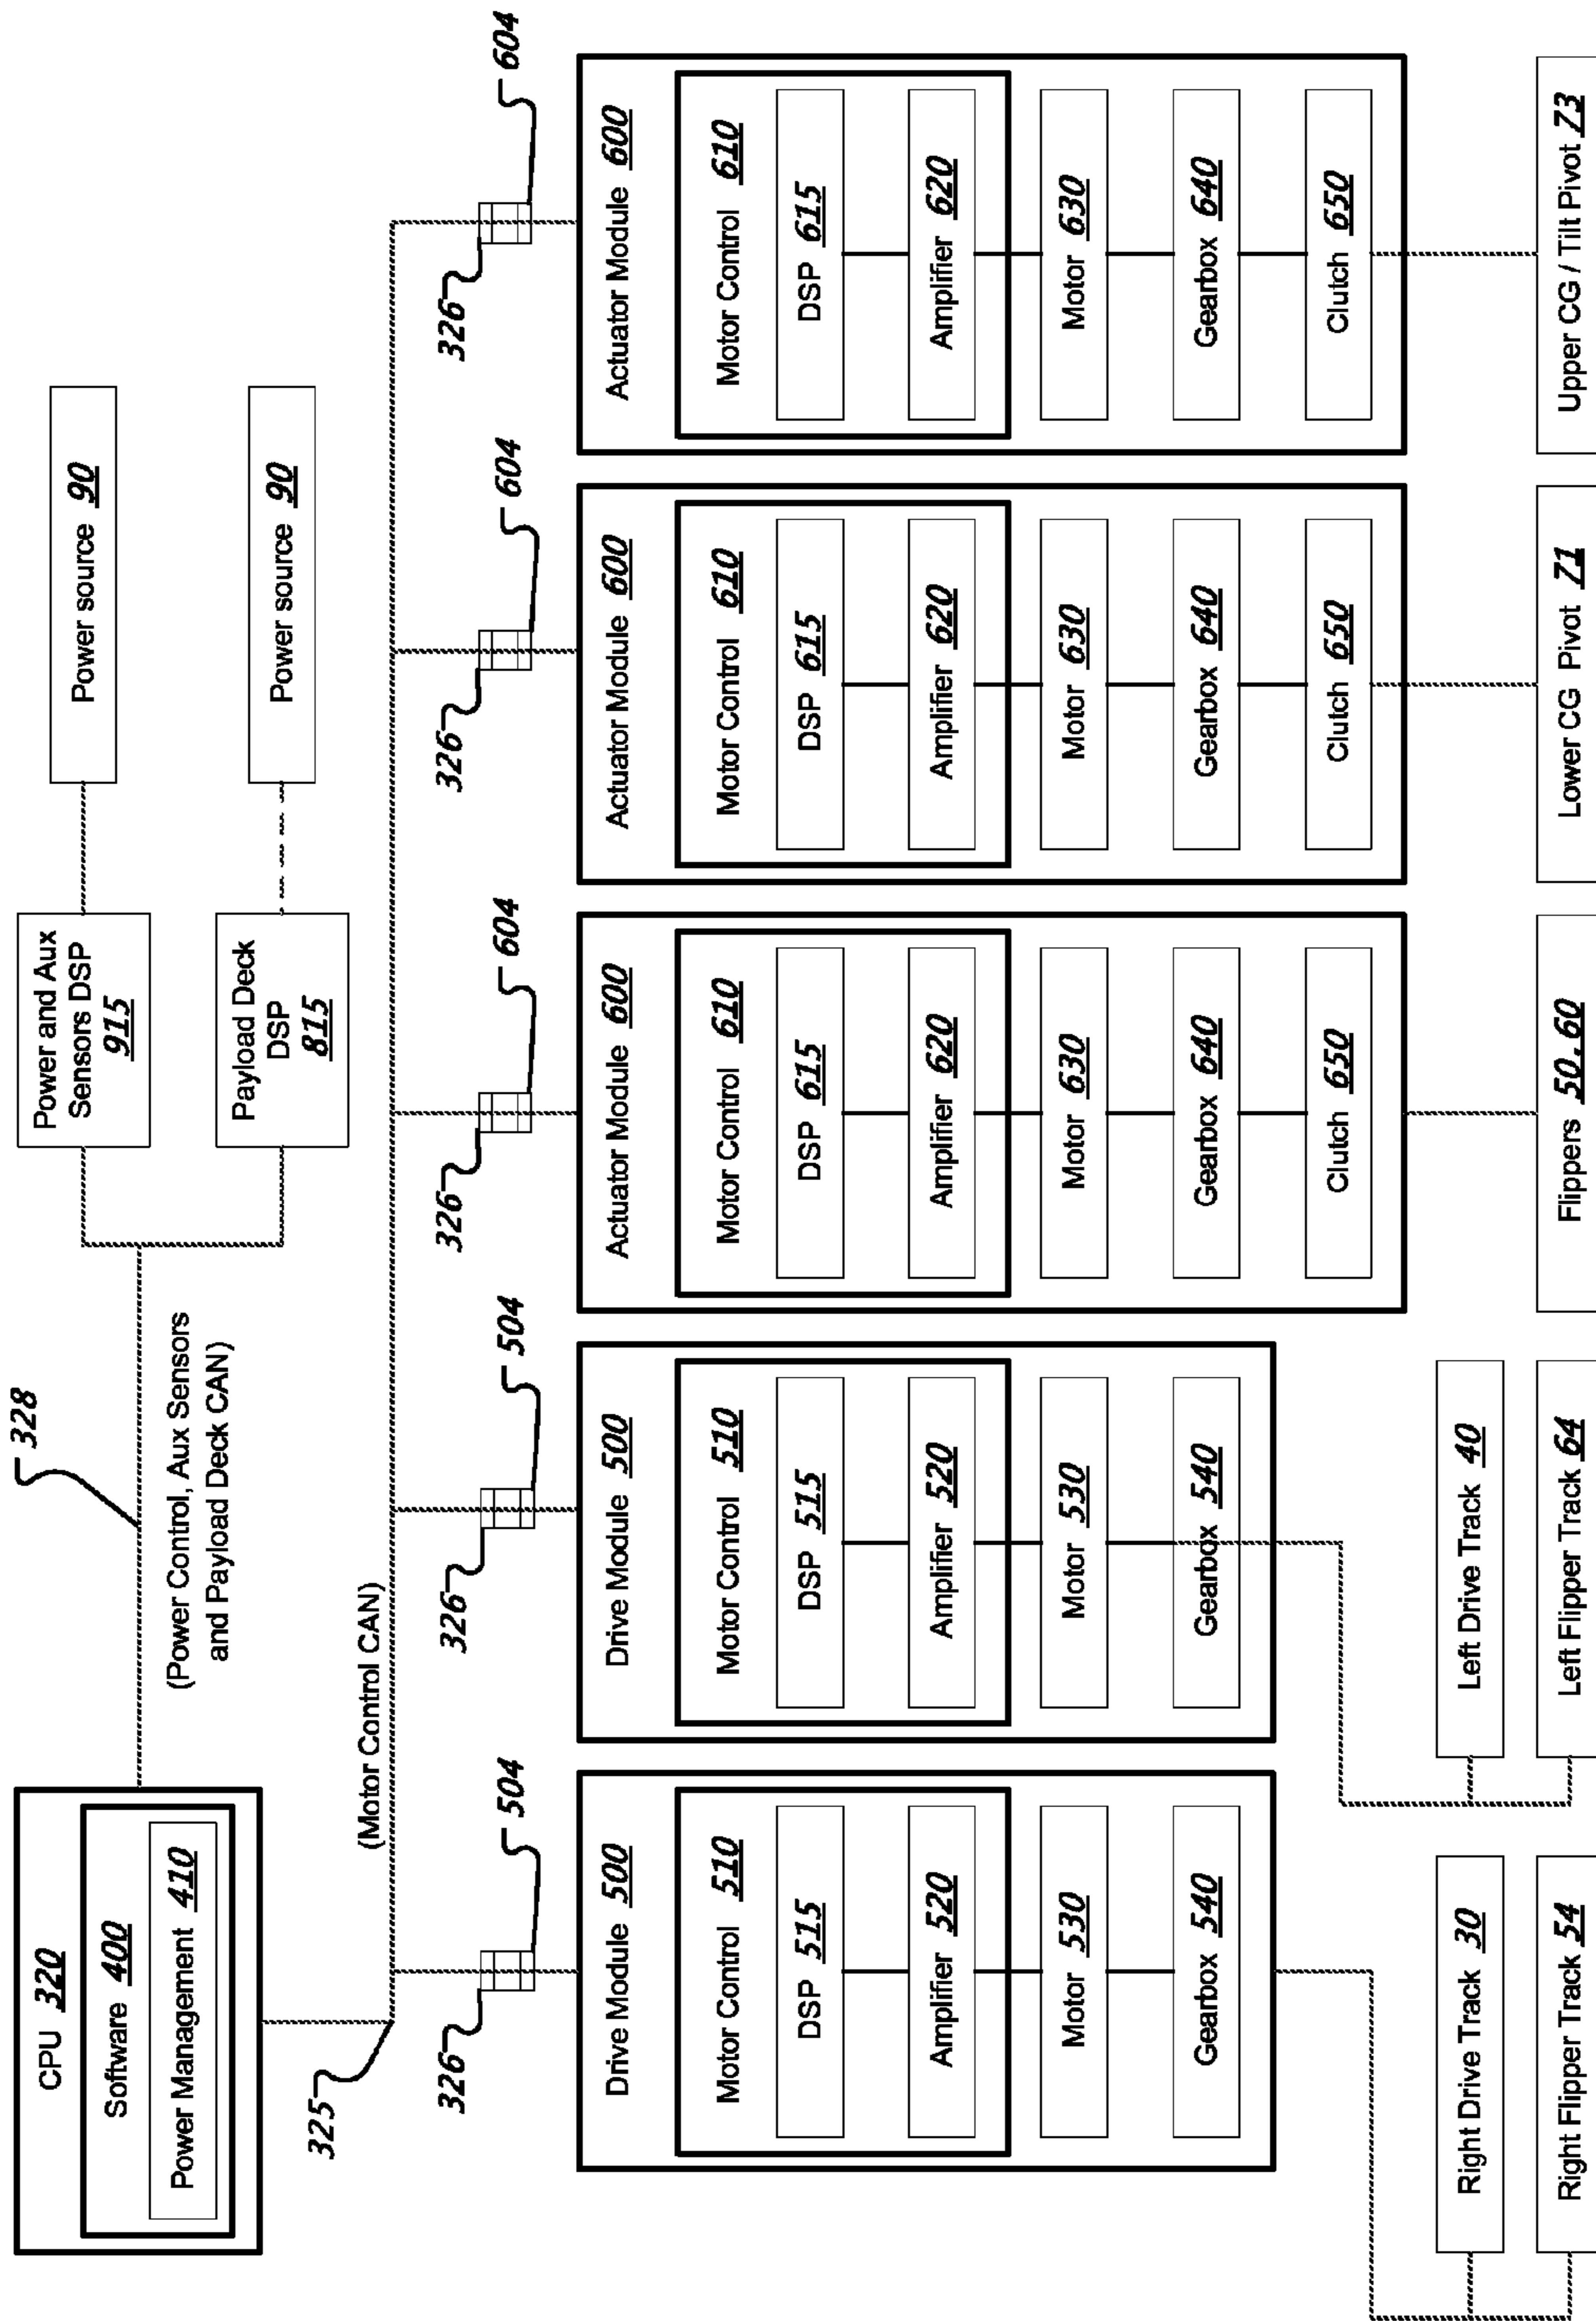 CPU 320
Software 400
Power Management 410
328
(Power Control, Aux Sensors
and Payload Deck CAN)
Power and Aux
Sensors DSP
915
Power source 90
Payload Deck
DSP
815
Power source 90
325
(Motor Control CAN)
326
504
326
504
326
604
326
604
326
604
Drive Module 500
Motor Control 510
DSP 515
Amplifier 520
Motor 530
Gearbox 540
Drive Module 500
Motor Control 510
DSP 515
Amplifier 520
Motor 530
Gearbox 540
Actuator Module 600
Motor Control 610
DSP 615
Amplifier 620
Motor 630
Gearbox 640
Clutch 650
Actuator Module 600
Motor Control 610
DSP 615
Amplifier 620
Motor 630
Gearbox 640
Clutch 650
Actuator Module 600
Motor Control 610
DSP 615
Amplifier 620
Motor 630
Gearbox 640
Clutch 650
Right Drive Track 30
Right Flipper Track 54
Left Drive Track 40
Left Flipper Track 64
Flippers 50.60
Lower CG Pivot 71
Upper CG / Tilt Pivot 73